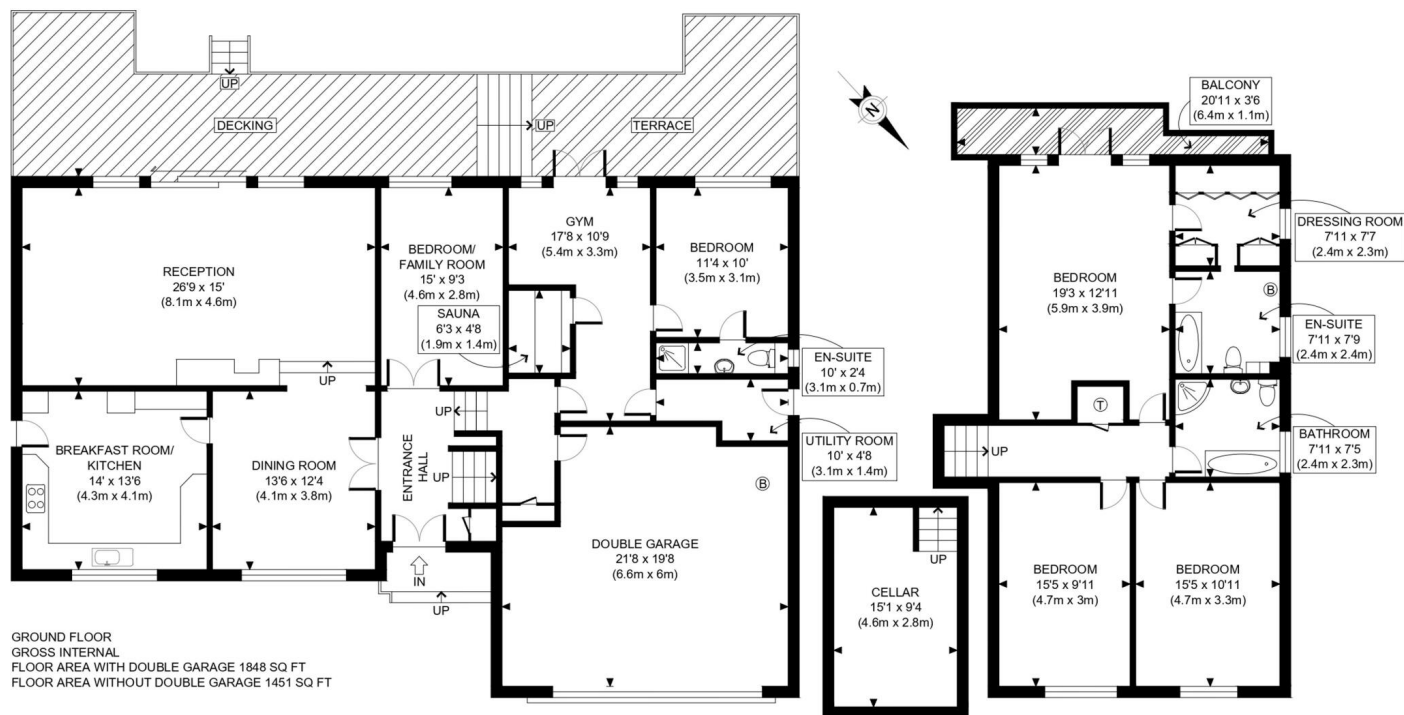 DECKING
UP
UP
TERRACE
RECEPTION
26'9 x 15'
(8.1m x 4.6m)
UP
BEDROOM/
FAMILY ROOM
15' x 9'3
(4.6m x 2.8m)
SAUNA
6'3 x 4'8
(1.9m x 1.4m)
GYM
17'8 x 10'9
(5.4m x 3.3m)
BEDROOM
11'4 x 10'
(3.5m x 3.1m)
EN-SUITE
10' x 2'4
(3.1m x 0.7m)
UTILITY ROOM
10' x 4'8
(3.1m x 1.4m)
BREAKFAST ROOM/
KITCHEN
14' x 13'6
(4.3m x 4.1m)
DINING ROOM
13'6 x 12'4
(4.1m x 3.8m)
ENTRANCE
HALL
UP
UP
IN
UP
B
DOUBLE GARAGE
21'8 x 19'8
(6.6m x 6m)
GROUND FLOOR
GROSS INTERNAL
FLOOR AREA WITH DOUBLE GARAGE 1848 SQ FT
FLOOR AREA WITHOUT DOUBLE GARAGE 1451 SQ FT
N
UP
CELLAR
15'1 x 9'4
(4.6m x 2.8m)
BALCONY
20'11 x 3'6
(6.4m x 1.1m)
DRESSING ROOM
7'11 x 7'7
(2.4m x 2.3m)
BEDROOM
19'3 x 12'11
(5.9m x 3.9m)
B
EN-SUITE
7'11 x 7'9
(2.4m x 2.4m)
T
UP
BATHROOM
7'11 x 7'5
(2.4m x 2.3m)
BEDROOM
15'5 x 9'11
(4.7m x 3m)
BEDROOM
15'5 x 10'11
(4.7m x 3.3m)